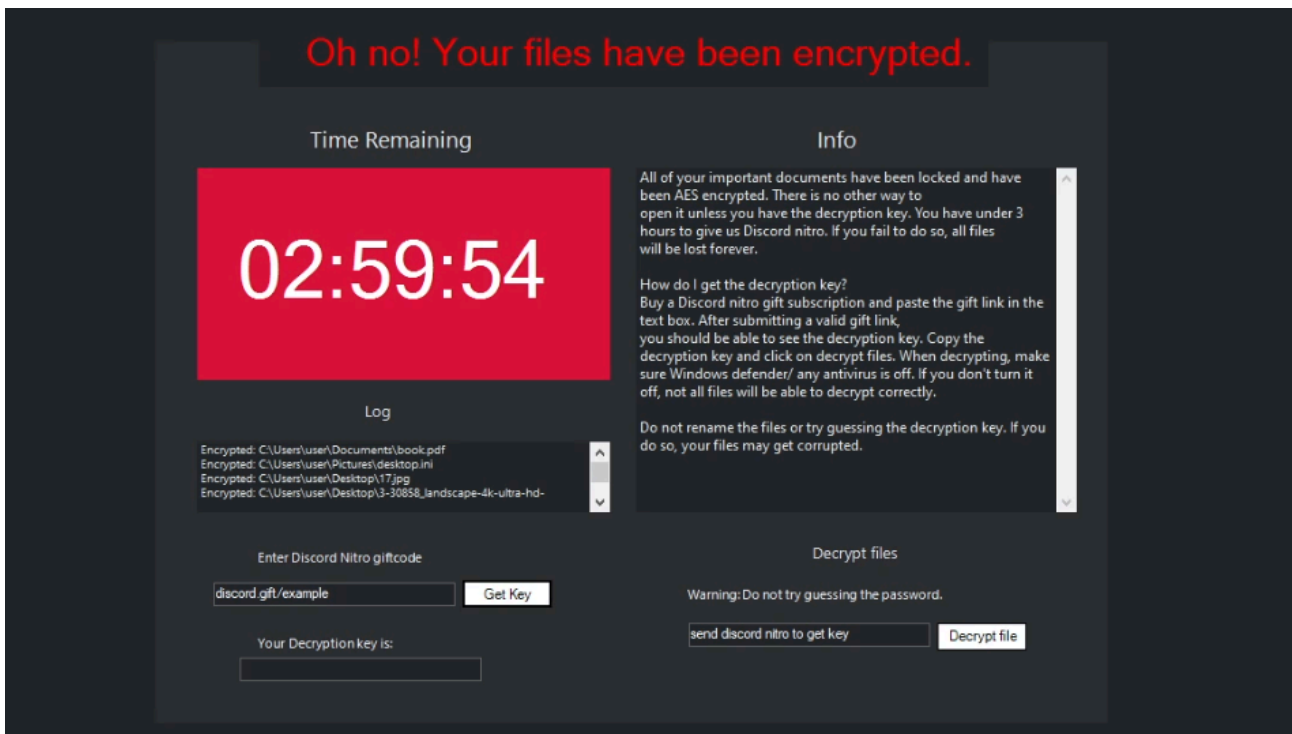 Oh no! Your files have been encrypted.
Time Remaining
02:59:54
Log
Encrypted: C:\Users\user\Documents\book.pdf
Encrypted: C:\Users\user\Pictures\desktop.ini
Encrypted: C:\Users\user\Desktop\17.jpg
Encrypted: C:\Users\user\Desktop\3-30858_landscape-4k-ultra-hd-
Enter Discord Nitro giftcode
discord.gift/example
Get Key
Your Decryption key is:
Info
All of your important documents have been locked and have
been AES encrypted. There is no other way to
open it unless you have the decryption key. You have under 3
hours to give us Discord nitro. If you fail to do so, all files
will be lost forever.
How do I get the decryption key?
Buy a Discord nitro gift subscription and paste the gift link in the
text box. After submitting a valid gift link,
you should be able to see the decryption key. Copy the
decryption key and click on decrypt files. When decrypting, make
sure Windows defender/ any antivirus is off. If you don't turn it
off, not all files will be able to decrypt correctly.
Do not rename the files or try guessing the decryption key. If you
do so, your files may get corrupted.
Decrypt files
Warning: Do not try guessing the password.
send discord nitro to get key
Decrypt file